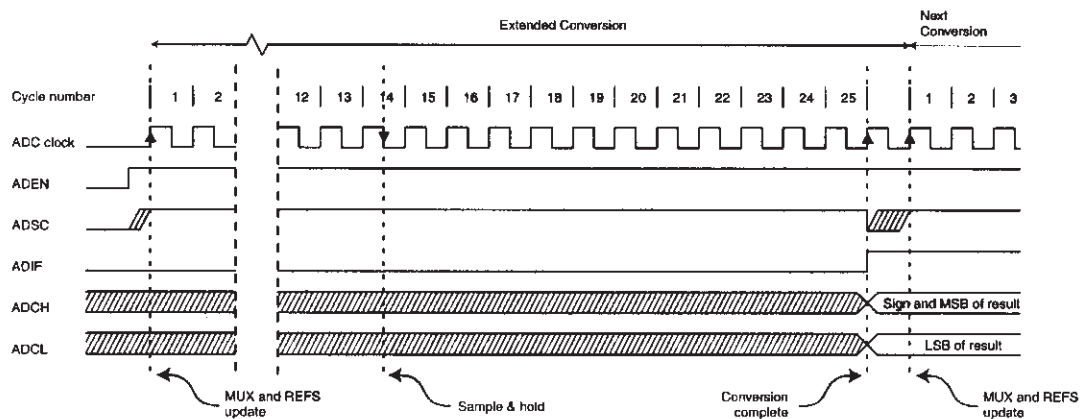 Extended Conversion
Next
Conversion
Cycle numbar 1 2 12 13 14 15 16 17 18 19 20 21 22 23 24 25 1 2 3
ADC clock
ADEN
ADSC
ADIF
ADCH
Sign and MSB of result
ADCL
LSB of result
MUX and REFS
update
Sample & hold
Conversion
complete
MUX and REFS
update